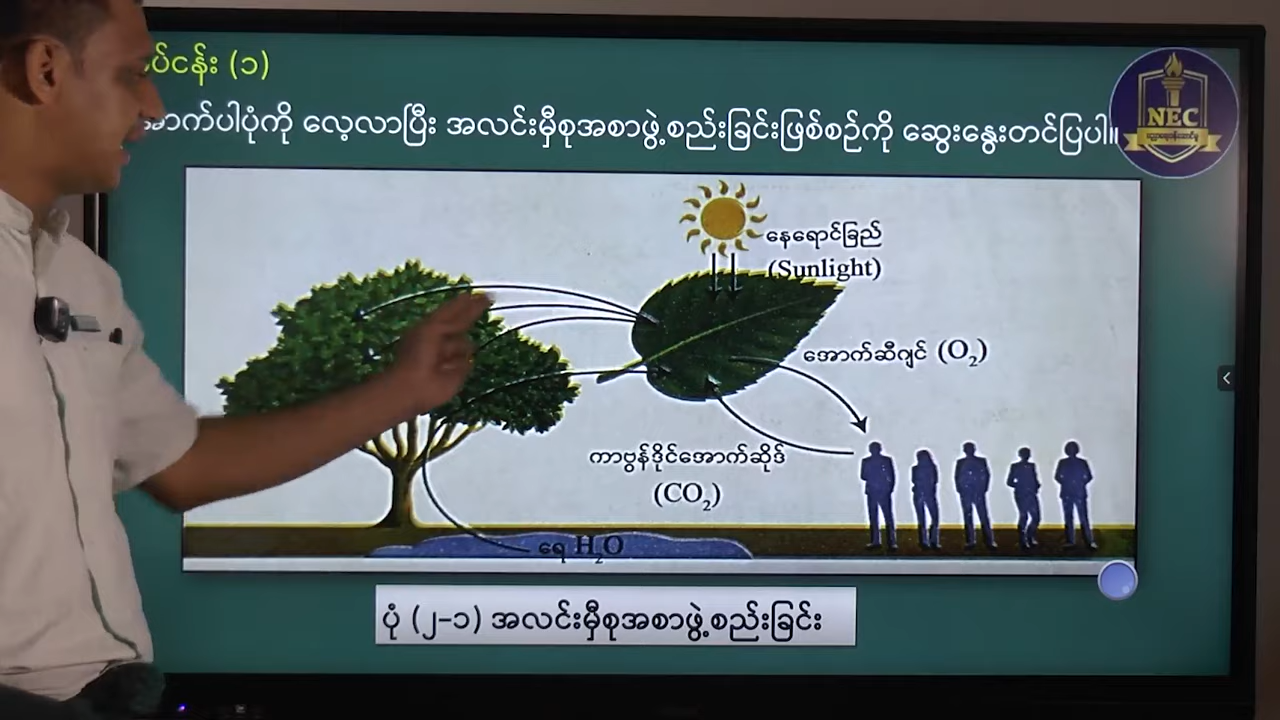 ပ်ငန်း (၁)
အောက်ပါပုံကို လေ့လာပြီး အလင်းမှီစုအစာဖွဲ့စည်းခြင်းဖြစ်စဉ်ကို ဆွေးနွေးတင်ပြပါ။
NEC
နေရောင်ခြည်
(Sunlight)
အောက်ဆီဂျင် (O₂)
ကာဗွန်ဒိုင်အောက်ဆိုဒ်
(CO₂)
ရေ H₂O
ပုံ (၂-၁) အလင်းမှီစုအစာဖွဲ့စည်းခြင်း